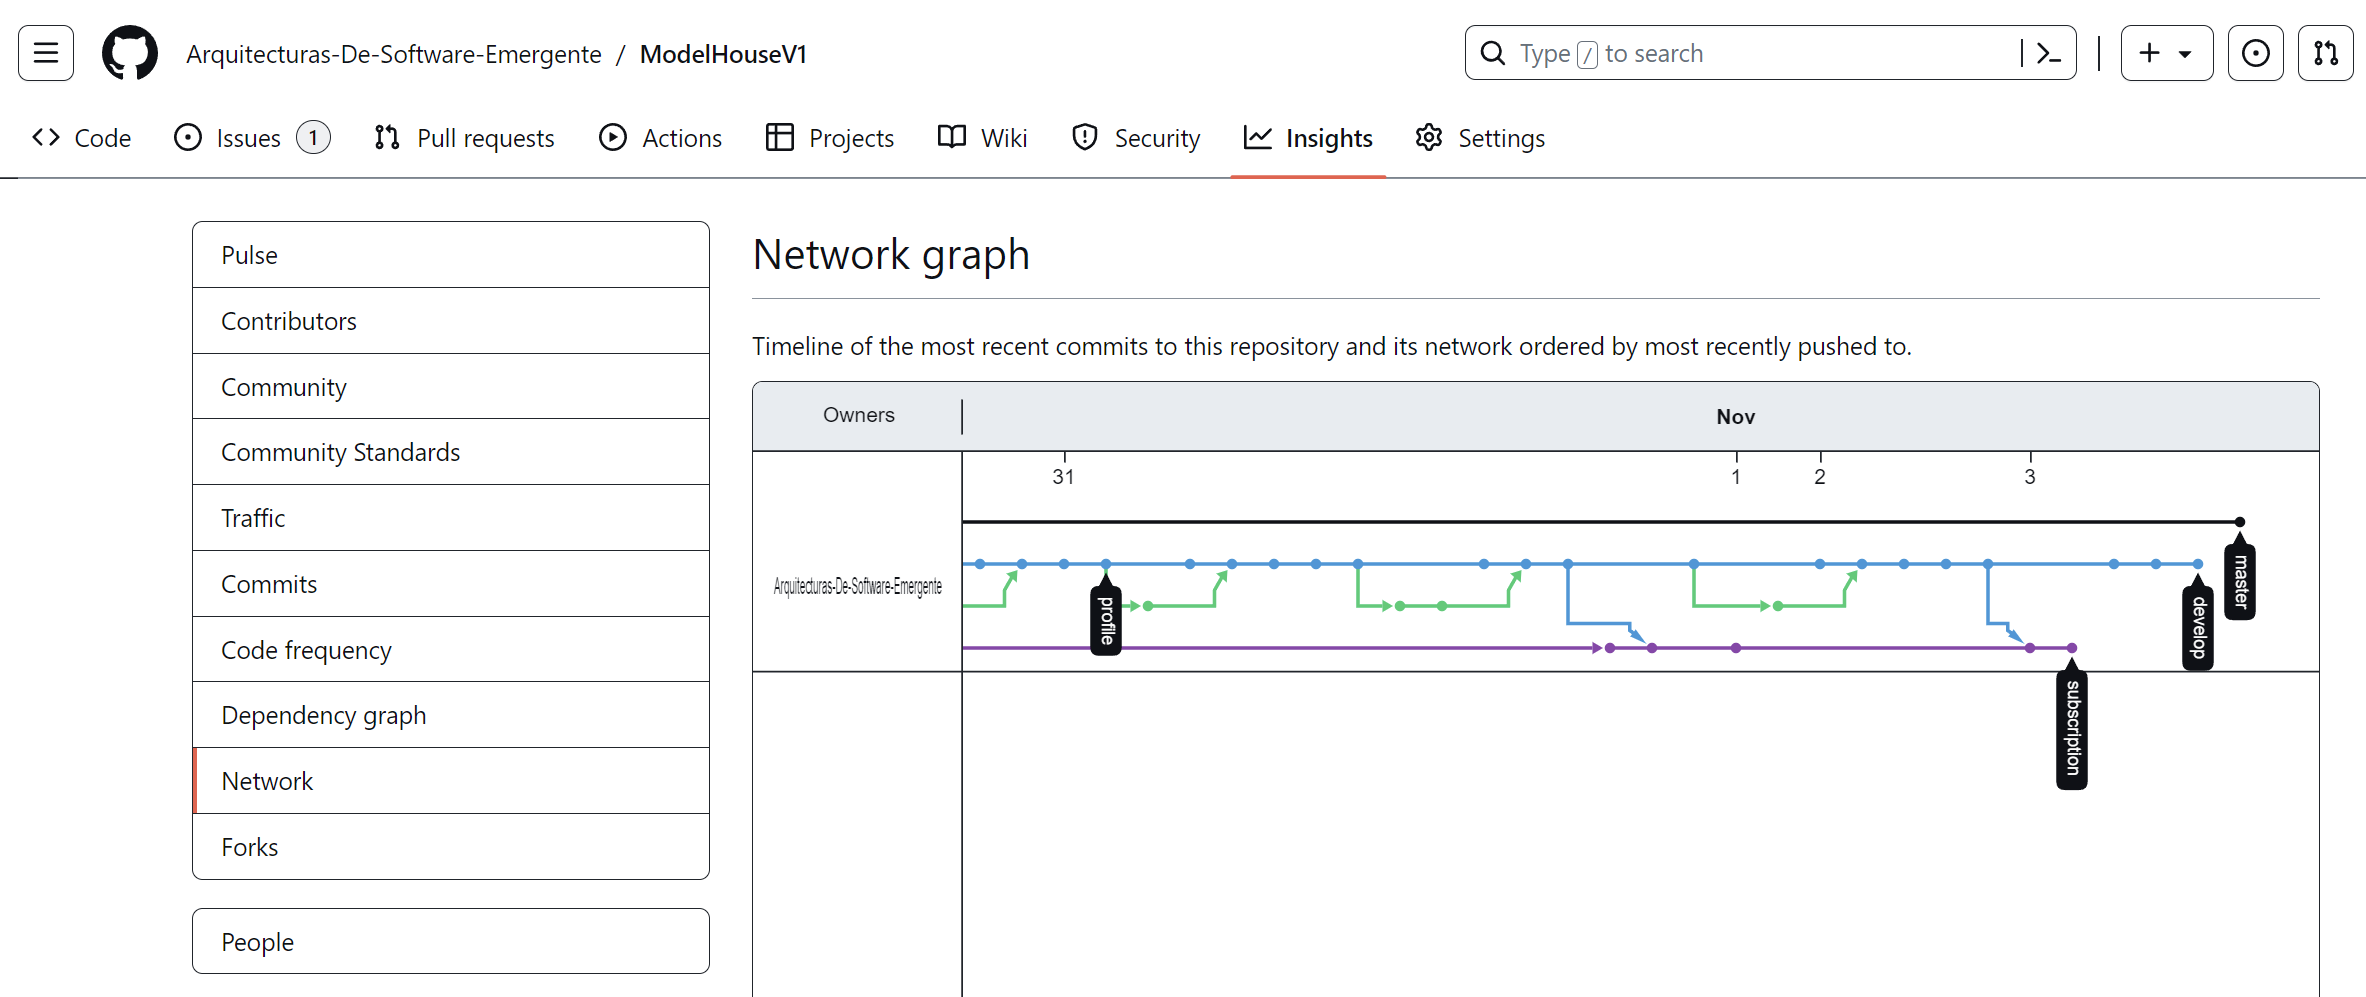 Arquitecturas-De-Software-Emergente / ModelHouseV1
Type / to search
Code
Issues 1
Pull requests
Actions
Projects
Wiki
Security
Insights
Settings
Pulse
Contributors
Community
Community Standards
Traffic
Commits
Code frequency
Dependency graph
Network
Forks
People
Network graph
Timeline of the most recent commits to this repository and its network ordered by most recently pushed to.
Owners
Nov
31
1
2
3
Arquitecturas-De-Software-Emergente
profile
master
develop
subscription